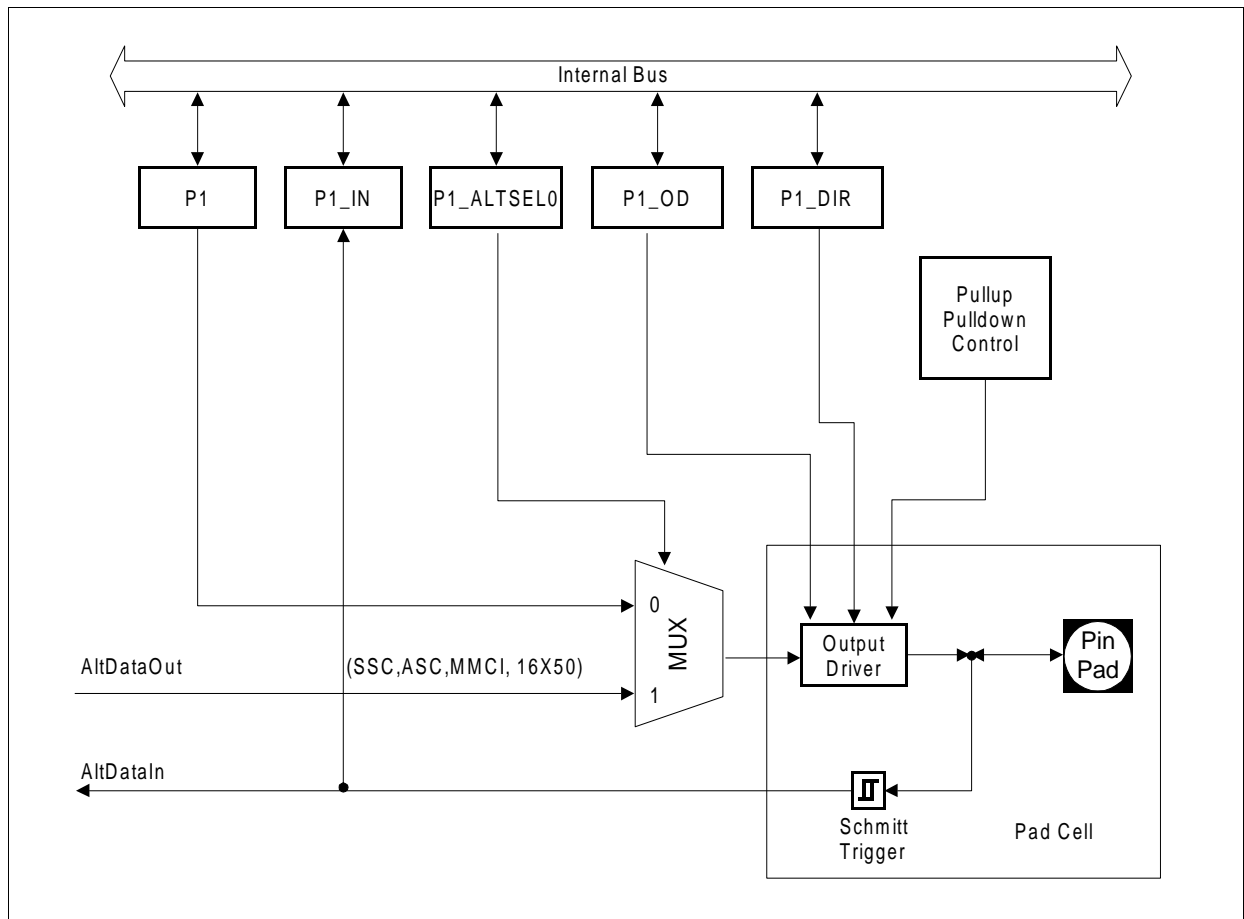 Internal Bus
P1
P1_IN
P1_ALTSEL0
P1_OD
P1_DIR
Pullup
Pulldown
Control
0
MUX
1
AltDataOut
(SSC,ASC,MMCI, 16X50)
Output
Driver
Pin
Pad
AltDataIn
Schmitt
Trigger
Pad Cell